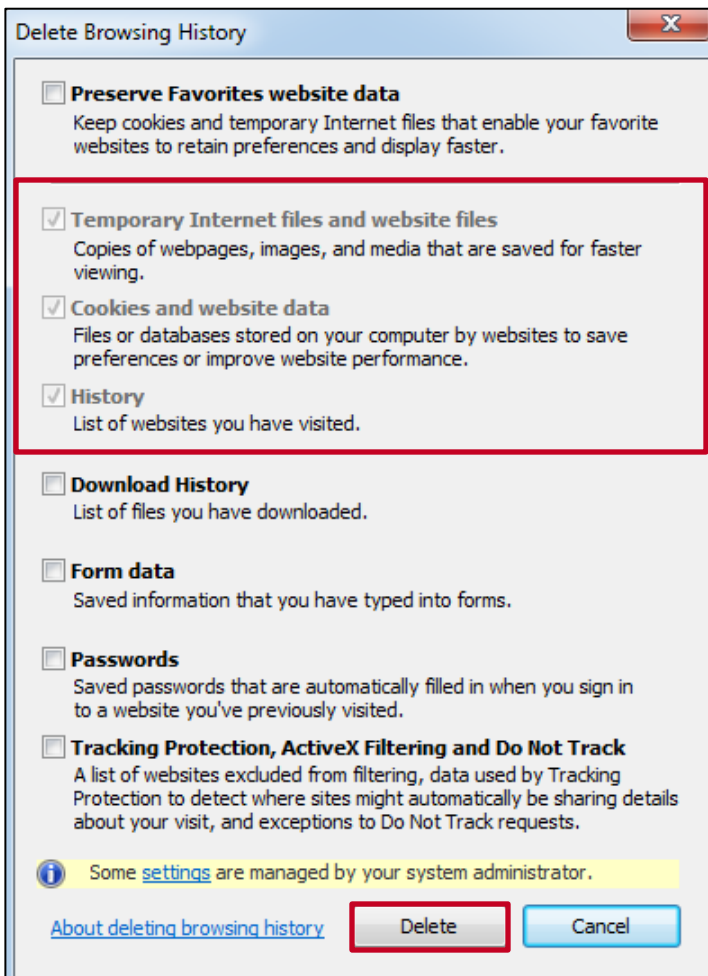 Delete Browsing History
Preserve Favorites website data
Keep cookies and temporary Internet files that enable your favorite
websites to retain preferences and display faster.
Temporary Internet files and website files
Copies of webpages, images, and media that are saved for faster
viewing.
Cookies and website data
Files or databases stored on your computer by websites to save
preferences or improve website performance.
History
List of websites you have visited.
Download History
List of files you have downloaded.
Form data
Saved information that you have typed into forms.
Passwords
Saved passwords that are automatically filled in when you sign in
to a website you've previously visited.
Tracking Protection, ActiveX Filtering and Do Not Track
A list of websites excluded from filtering, data used by Tracking
Protection to detect where sites might automatically be sharing details
about your visit, and exceptions to Do Not Track requests.
Some settings are managed by your system administrator.
About deleting browsing history Delete Cancel